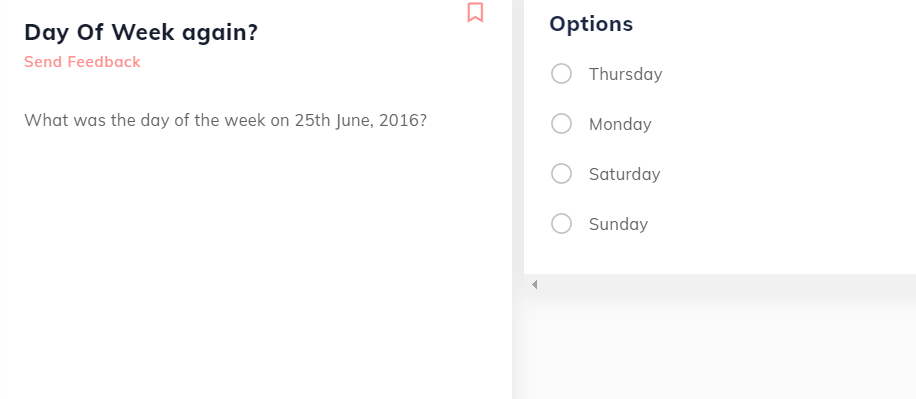 Day Of Week again?
Send Feedback
What was the day of the week on 25th June, 2016?
Options
Thursday
Monday
Saturday
Sunday